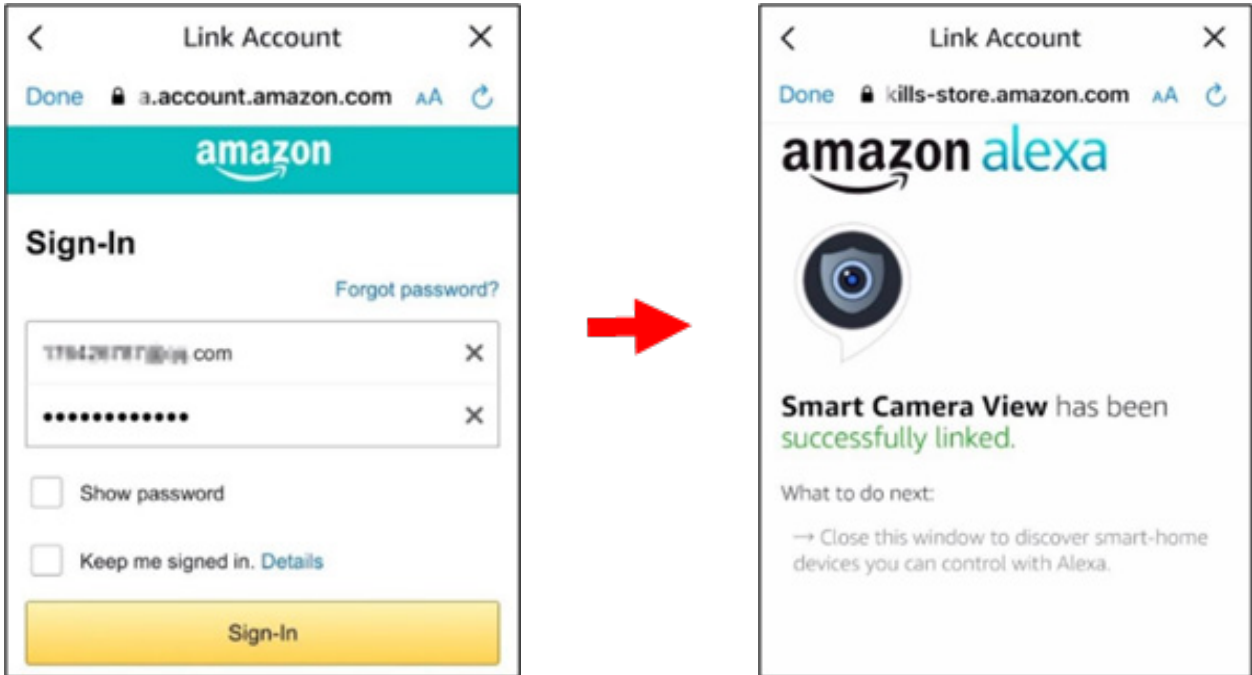 Link Account
Done a.account.amazon.com AA
amazon
Sign-In
Forgot password?
.com
Show password
Keep me signed in. Details
Sign-In
Link Account
Done kills-store.amazon.com AA
amazon alexa
Smart Camera View has been
successfully linked.
What to do next:
→ Close this window to discover smart-home
devices you can control with Alexa.